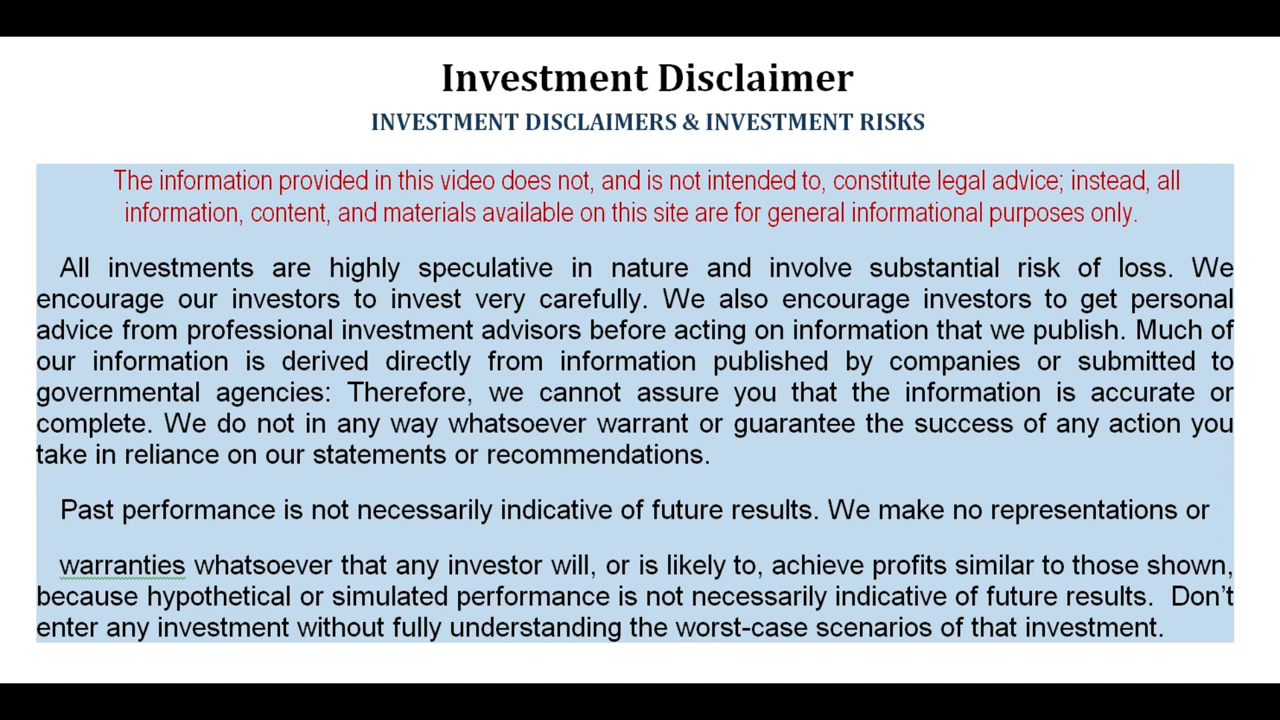 Investment Disclaimer
INVESTMENT DISCLAIMERS & INVESTMENT RISKS
The information provided in this video does not, and is not intended to, constitute legal advice; instead, all
information, content, and materials available on this site are for general informational purposes only.
All investments are highly speculative in nature and involve substantial risk of loss. We
encourage our investors to invest very carefully. We also encourage investors to get personal
advice from professional investment advisors before acting on information that we publish. Much of
our information is derived directly from information published by companies or submitted to
governmental agencies: Therefore, we cannot assure you that the information is accurate or
complete. We do not in any way whatsoever warrant or guarantee the success of any action you
take in reliance on our statements or recommendations.
Past performance is not necessarily indicative of future results. We make no representations or
warranties whatsoever that any investor will, or is likely to, achieve profits similar to those shown,
because hypothetical or simulated performance is not necessarily indicative of future results. Don’t
enter any investment without fully understanding the worst-case scenarios of that investment.